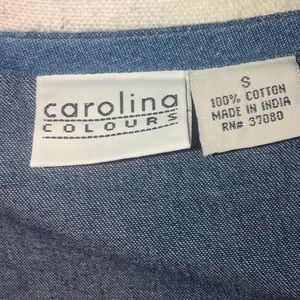 carolina
COLOURS
S
100% COTTON
MADE IN INDIA
RN# 37080